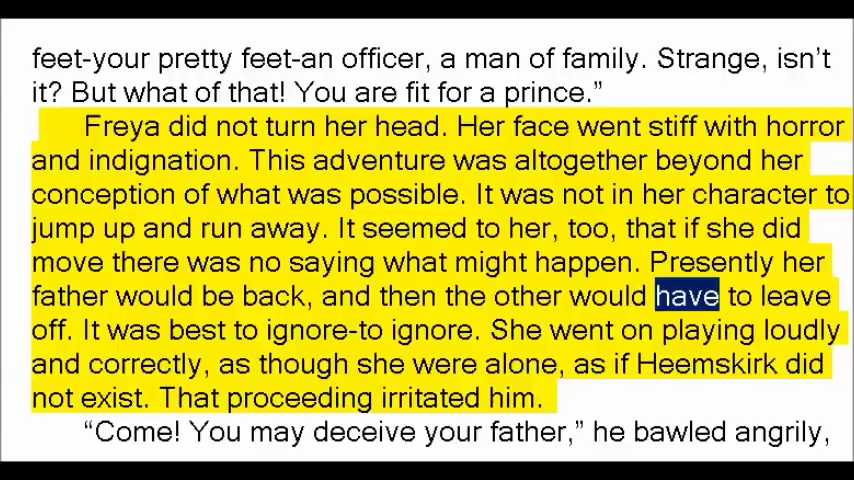 feet-your pretty feet-an officer, a man of family. Strange, isn’t
it? But what of that! You are fit for a prince.”
Freya did not turn her head. Her face went stiff with horror
and indignation. This adventure was altogether beyond her
conception of what was possible. It was not in her character to
jump up and run away. It seemed to her, too, that if she did
move there was no saying what might happen. Presently her
father would be back, and then the other would have to leave
off. It was best to ignore-to ignore. She went on playing loudly
and correctly, as though she were alone, as if Heemskirk did
not exist. That proceeding irritated him.
“Come! You may deceive your father,” he bawled angrily,